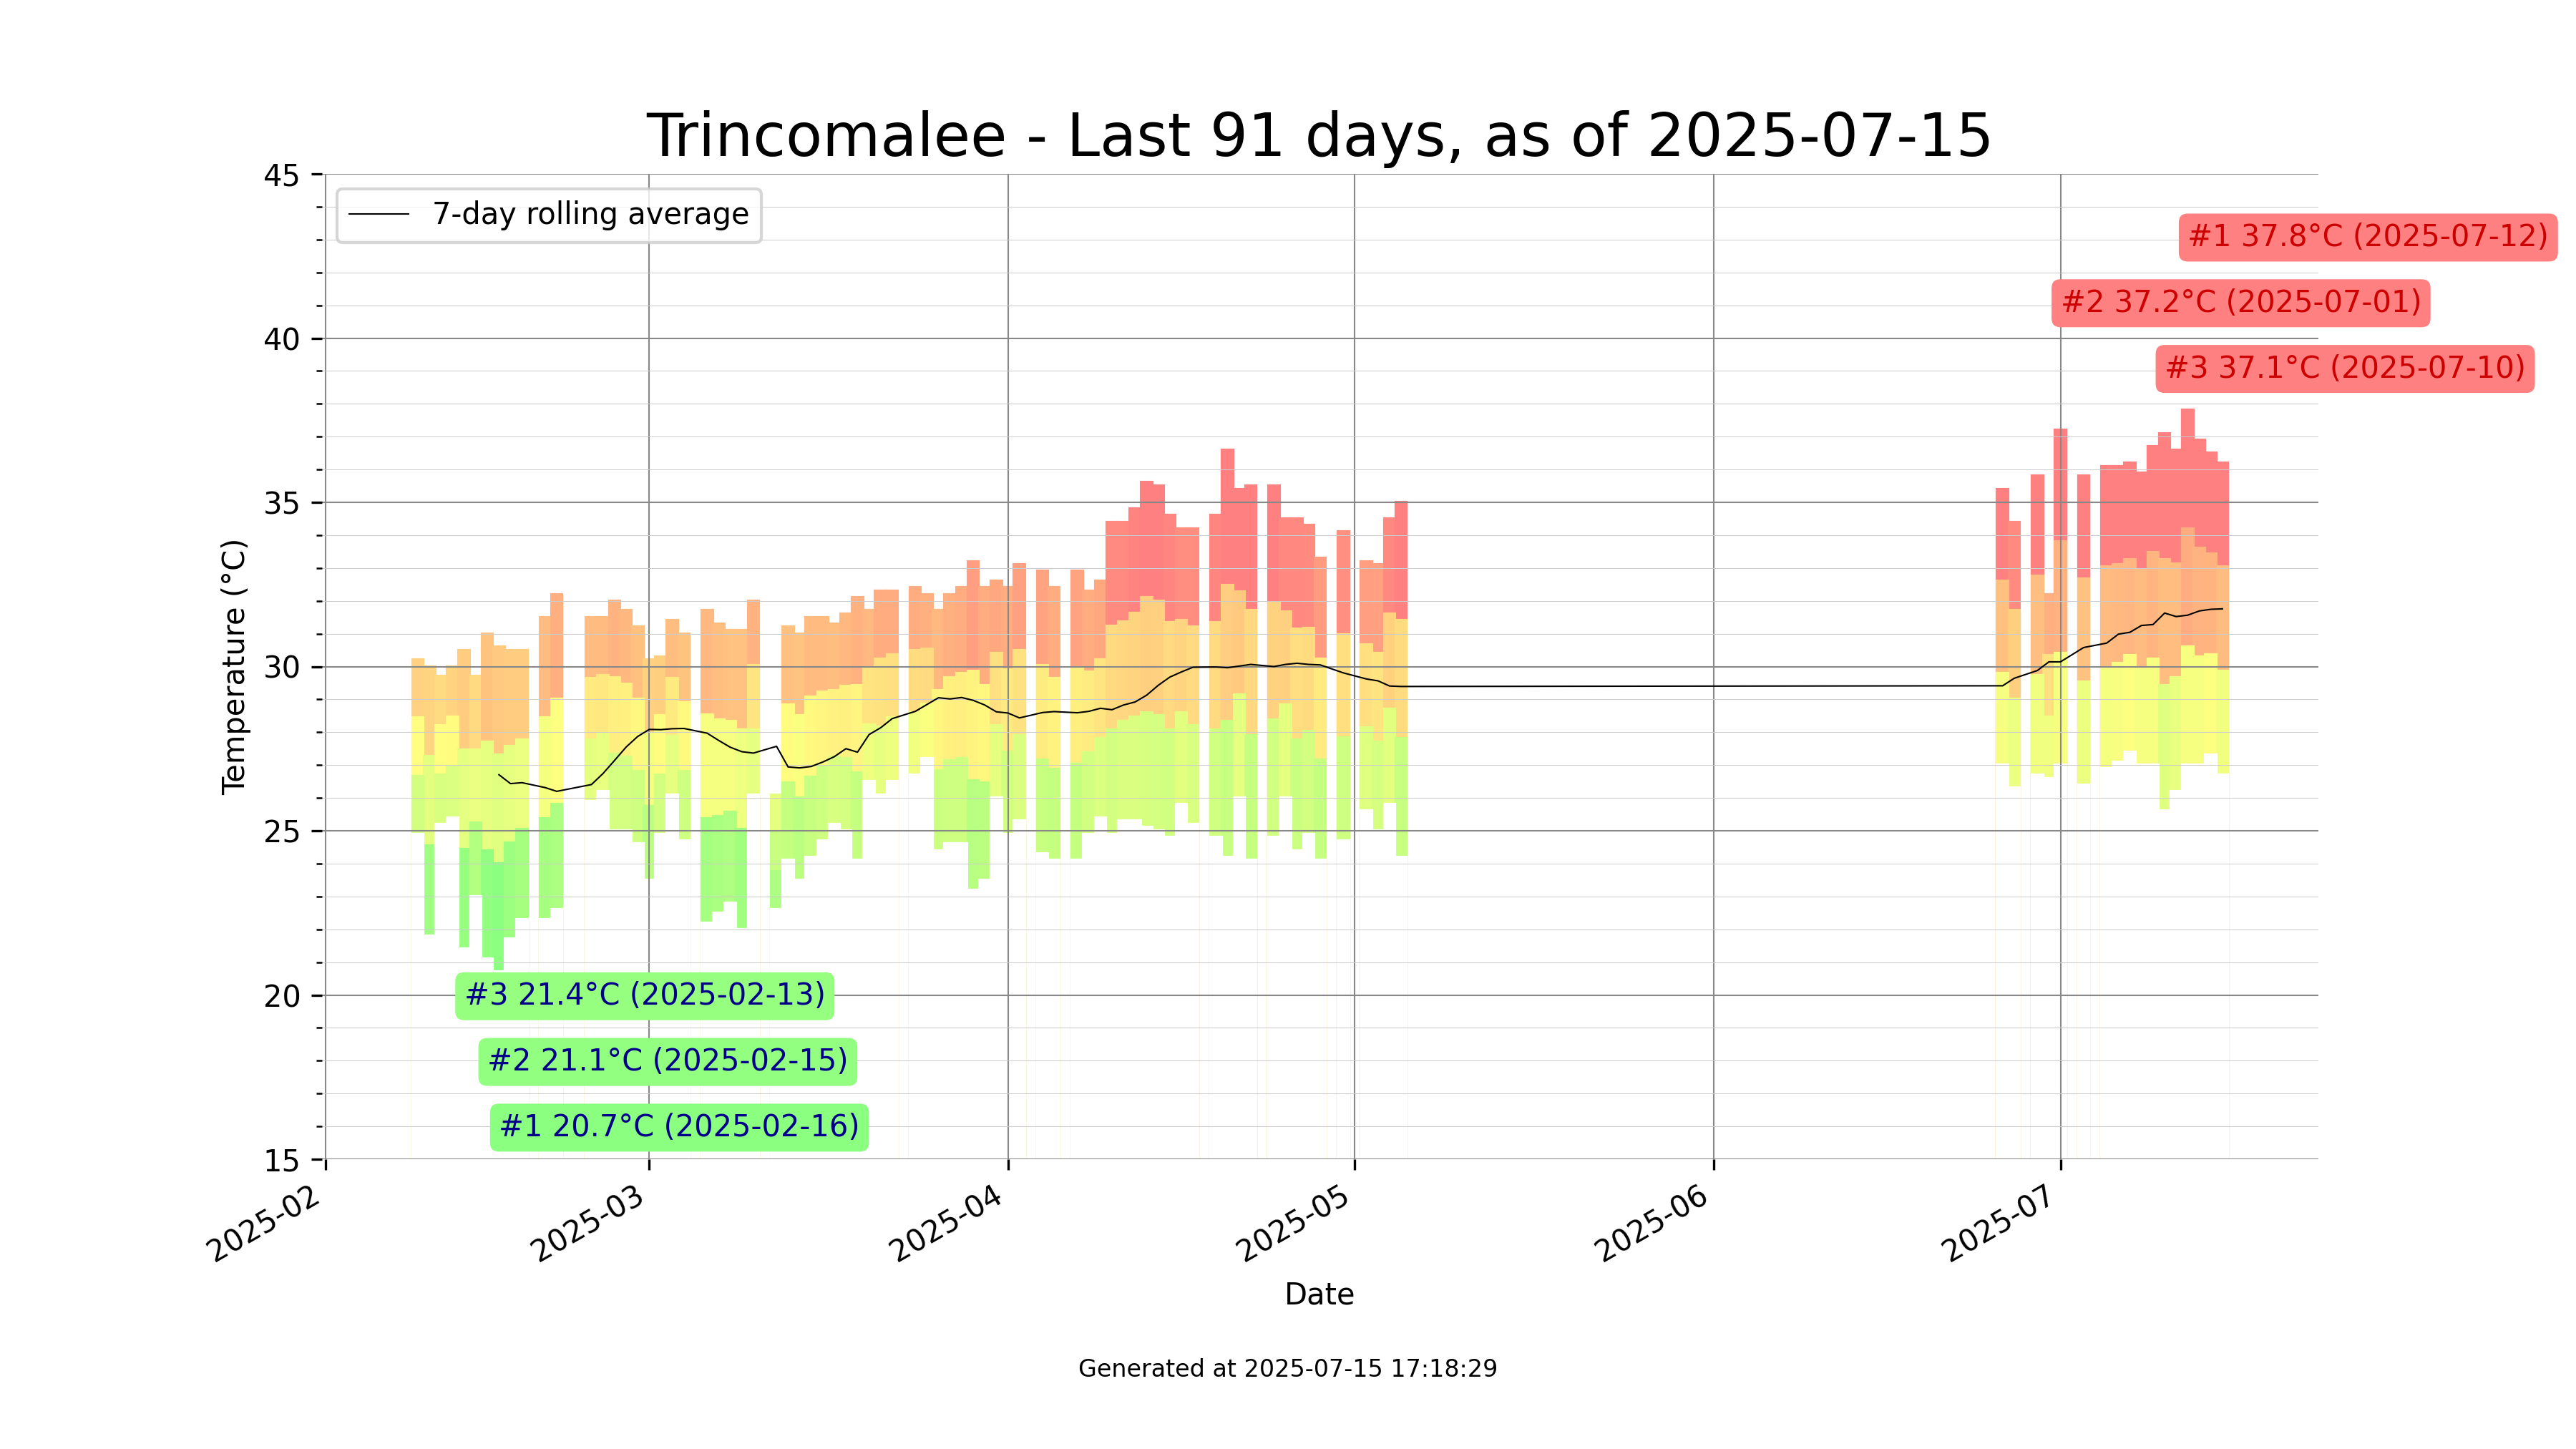 Trincomalee - Last 91 days, as of 2025-07-15
45
7-day rolling average
#1 37.8°C (2025-07-12)
#2 37.2°C (2025-07-01)
40
#3 37.1°C (2025-07-10)
35
Temperature (°C)
30
25
20
#3 21.4°C (2025-02-13)
#2 21.1°C (2025-02-15)
#1 20.7°C (2025-02-16)
15
2025-02
2025-03
2025-04
2025-05
2025-06
2025-07
Date
Generated at 2025-07-15 17:18:29